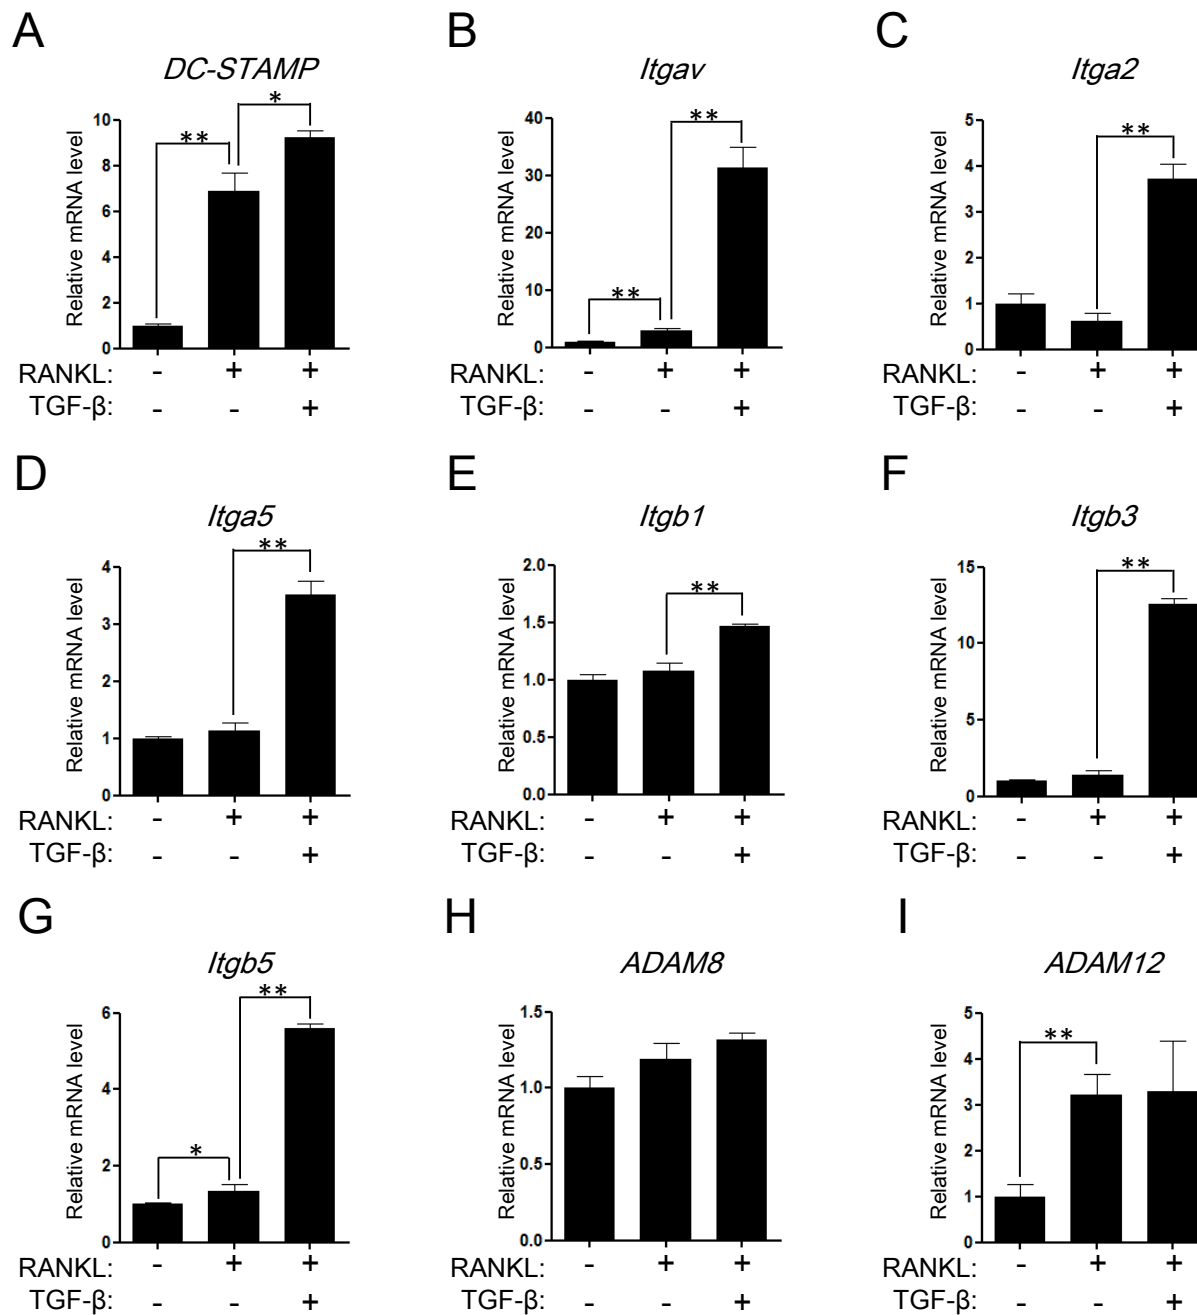 A
DC-STAMP
Relative mRNA level
10
8
6
4
2
0
**
*
RANKL: - + +
TGF-β: - - +
B
Itgav
Relative mRNA level
40
30
20
10
0
**
**
RANKL: - + +
TGF-β: - - +
C
Itga2
Relative mRNA level
5
4
3
2
1
0
**
RANKL: - + +
TGF-β: - - +
D
Itga5
Relative mRNA level
4
3
2
1
0
**
RANKL: - + +
TGF-β: - - +
E
Itgb1
Relative mRNA level
2.0
1.5
1.0
0.5
0.0
**
RANKL: - + +
TGF-β: - - +
F
Itgb3
Relative mRNA level
15
10
5
0
**
RANKL: - + +
TGF-β: - - +
G
Itgb5
Relative mRNA level
6
4
2
0
*
**
RANKL: - + +
TGF-β: - - +
H
ADAM8
Relative mRNA level
1.5
1.0
0.5
0.0
RANKL: - + +
TGF-β: - - +
I
ADAM12
Relative mRNA level
5
4
3
2
1
0
**
RANKL: - + +
TGF-β: - - +